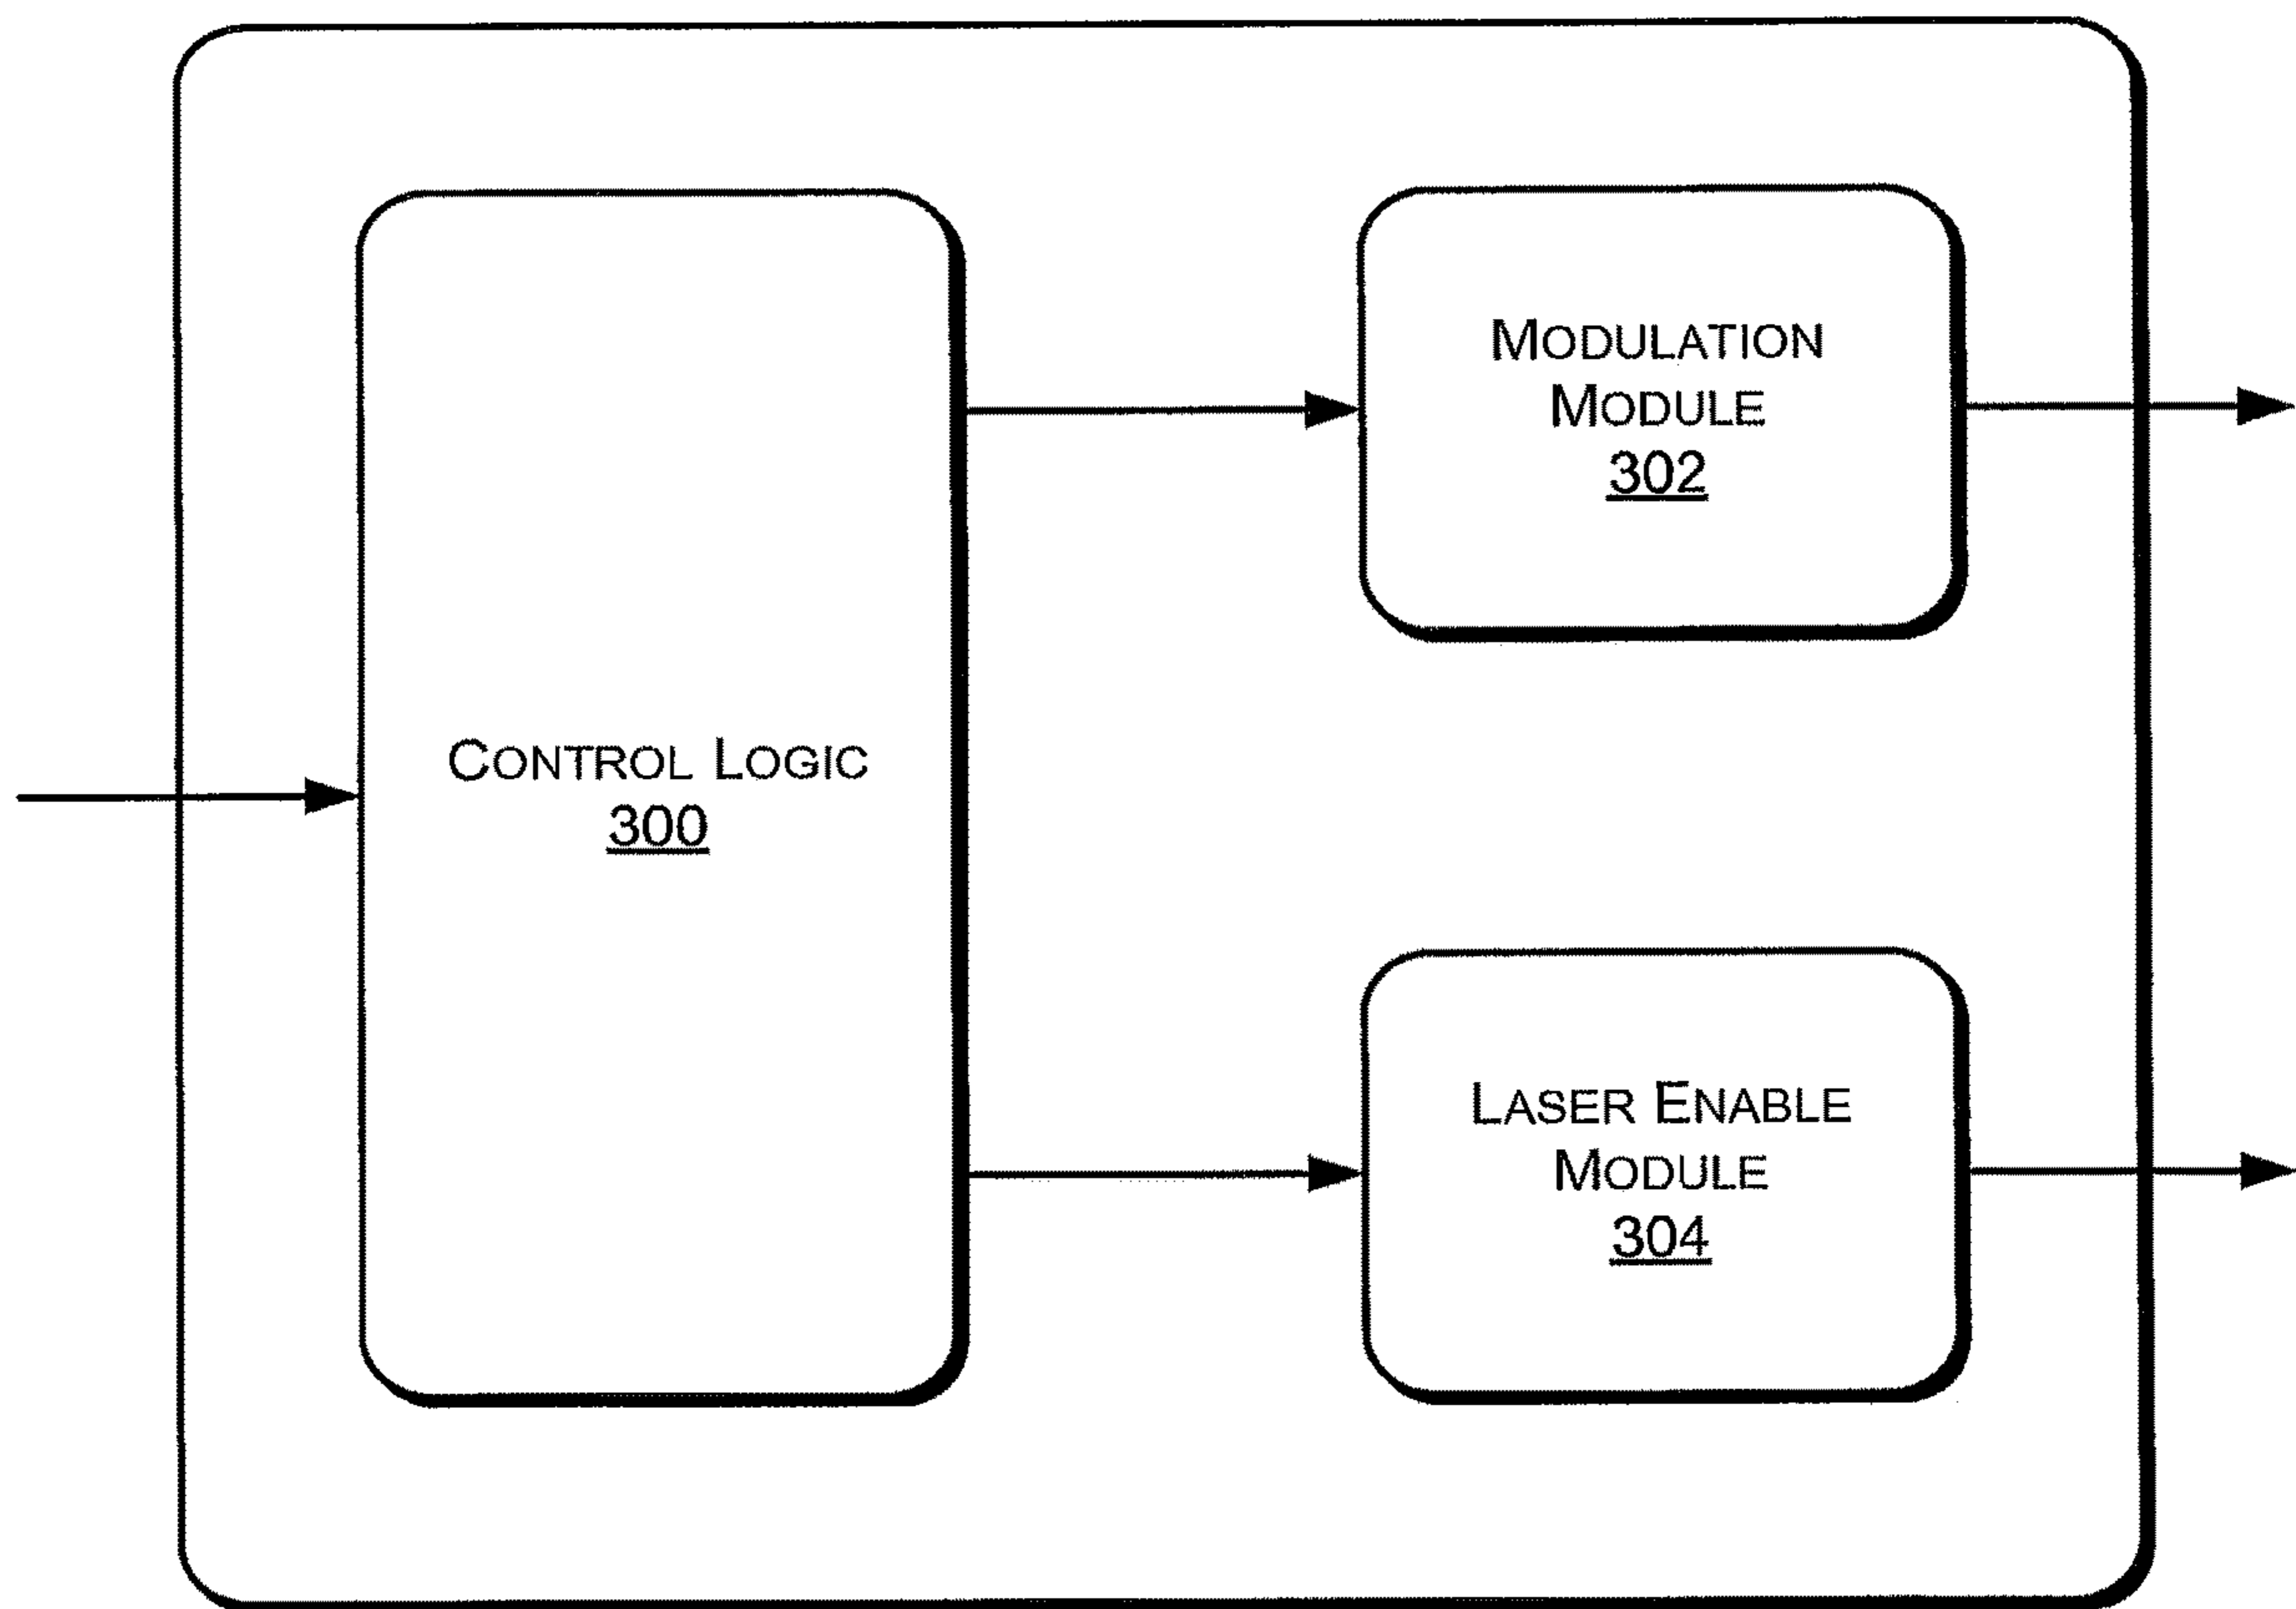 MODULATION
MODULE
302
CONTROL LOGIC
300
LASER ENABLE
MODULE
304